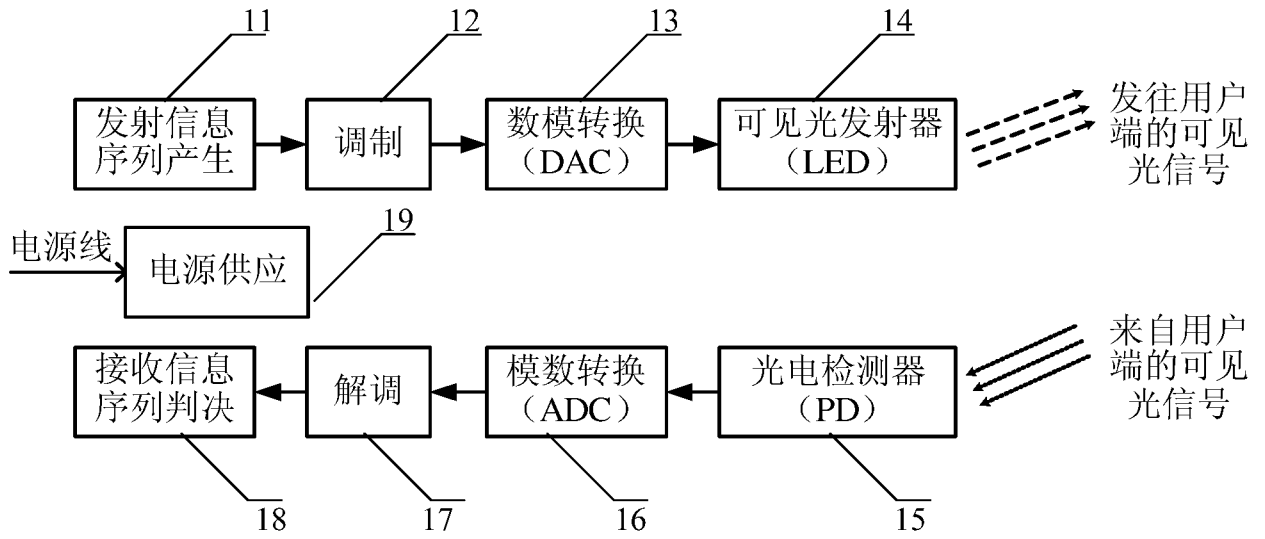 11
12
13
14
发射信息
序列产生
调制
数模转换
（DAC）
可见光发射器
（LED）
发往用户
端的可见
光信号
电源线
电源供应
19
接收信息
序列判决
解调
模数转换
（ADC）
光电检测器
（PD）
来自用户
端的可见
光信号
18
17
16
15